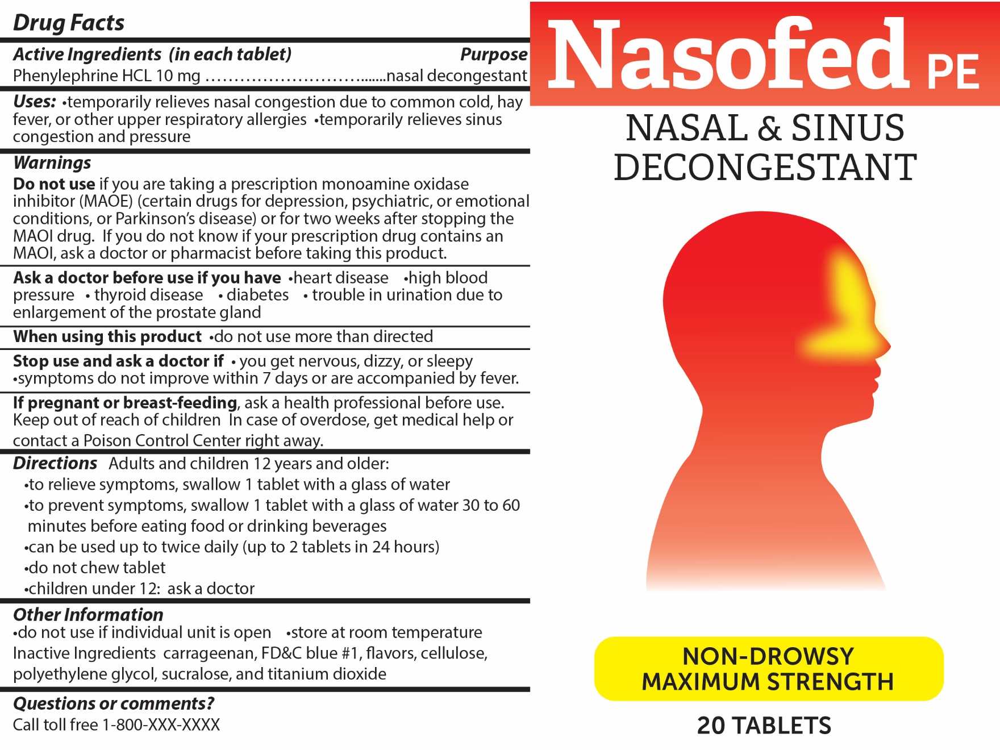 Drug Facts
Active Ingredients (in each tablet) Purpose
Phenylephrine HCL 10 mg ……………………….......nasal decongestant
Uses: •temporarily relieves nasal congestion due to common cold, hay
fever, or other upper respiratory allergies •temporarily relieves sinus
congestion and pressure
Warnings
Do not use if you are taking a prescription monoamine oxidase
inhibitor (MAOE) (certain drugs for depression, psychiatric, or emotional
conditions, or Parkinson's disease) or for two weeks after stopping the
MAOI drug. If you do not know if your prescription drug contains an
MAOI, ask a doctor or pharmacist before taking this product.
Ask a doctor before use if you have •heart disease •high blood
pressure • thyroid disease • diabetes • trouble in urination due to
enlargement of the prostate gland
When using this product •do not use more than directed
Stop use and ask a doctor if • you get nervous, dizzy, or sleepy
•symptoms do not improve within 7 days or are accompanied by fever.
If pregnant or breast-feeding, ask a health professional before use.
Keep out of reach of children In case of overdose, get medical help or
contact a Poison Control Center right away.
Directions Adults and children 12 years and older:
•to relieve symptoms, swallow 1 tablet with a glass of water
•to prevent symptoms, swallow 1 tablet with a glass of water 30 to 60
minutes before eating food or drinking beverages
•can be used up to twice daily (up to 2 tablets in 24 hours)
•do not chew tablet
•children under 12: ask a doctor
Other Information
•do not use if individual unit is open •store at room temperature
Inactive Ingredients carrageenan, FD&C blue #1, flavors, cellulose,
polyethylene glycol, sucralose, and titanium dioxide
Questions or comments?
Call toll free 1-800-XXX-XXXX
Nasofed PE
NASAL & SINUS
DECONGESTANT
NON-DROWSY
MAXIMUM STRENGTH
20 TABLETS